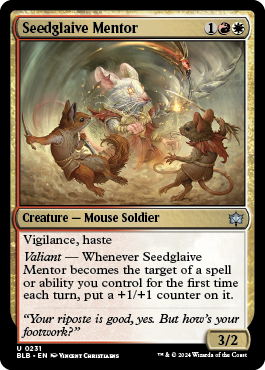 Seedglaive Mentor 1
Creature — Mouse Soldier
Vigilance, haste
Valiant — Whenever Seedglaive
Mentor becomes the target of a spell
or ability you control for the first time
each turn, put a +1/+1 counter on it.
“Your riposte is good, yes. But how’s your
footwork?”
3/2
U 0231
BLB • EN Vincent Christiaens
™ & © 2024 Wizards of the Coast